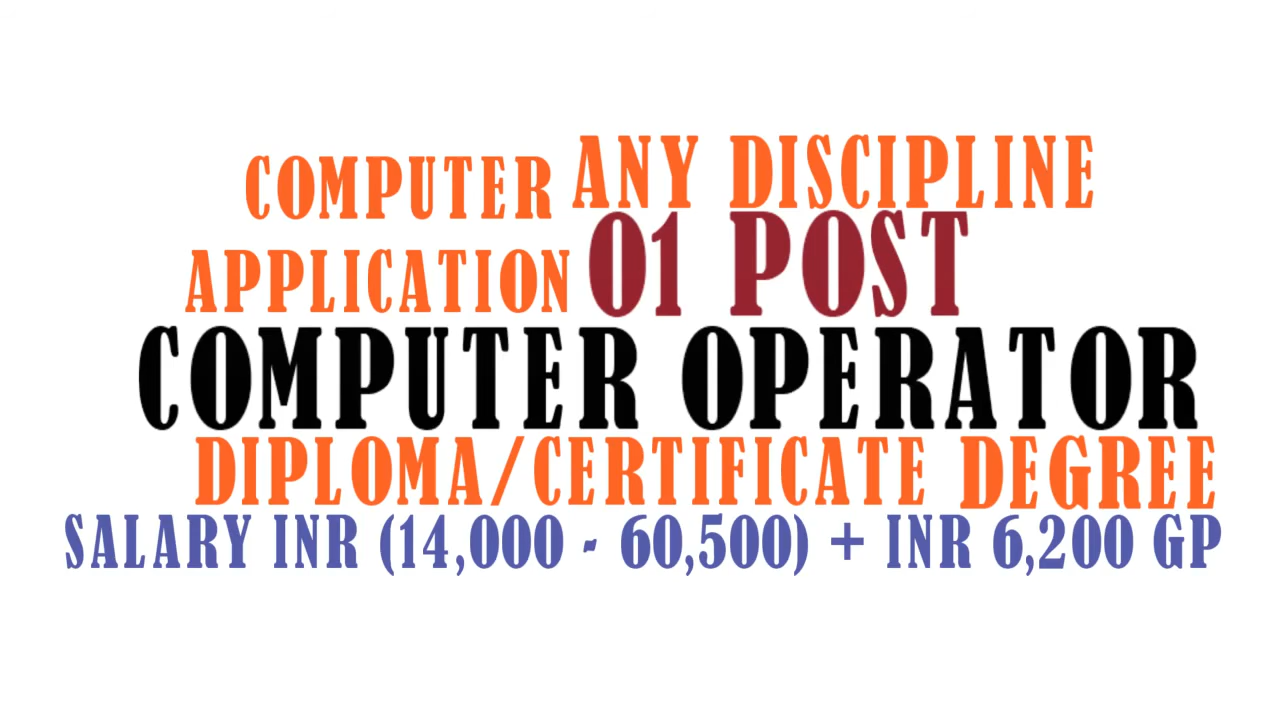 COMPUTER ANY DISCIPLINE
APPLICATION 01 POST
COMPUTER OPERATOR
DIPLOMA/CERTIFICATE DEGREE
SALARY INR (14,000 - 60,500) + INR 6,200 GP